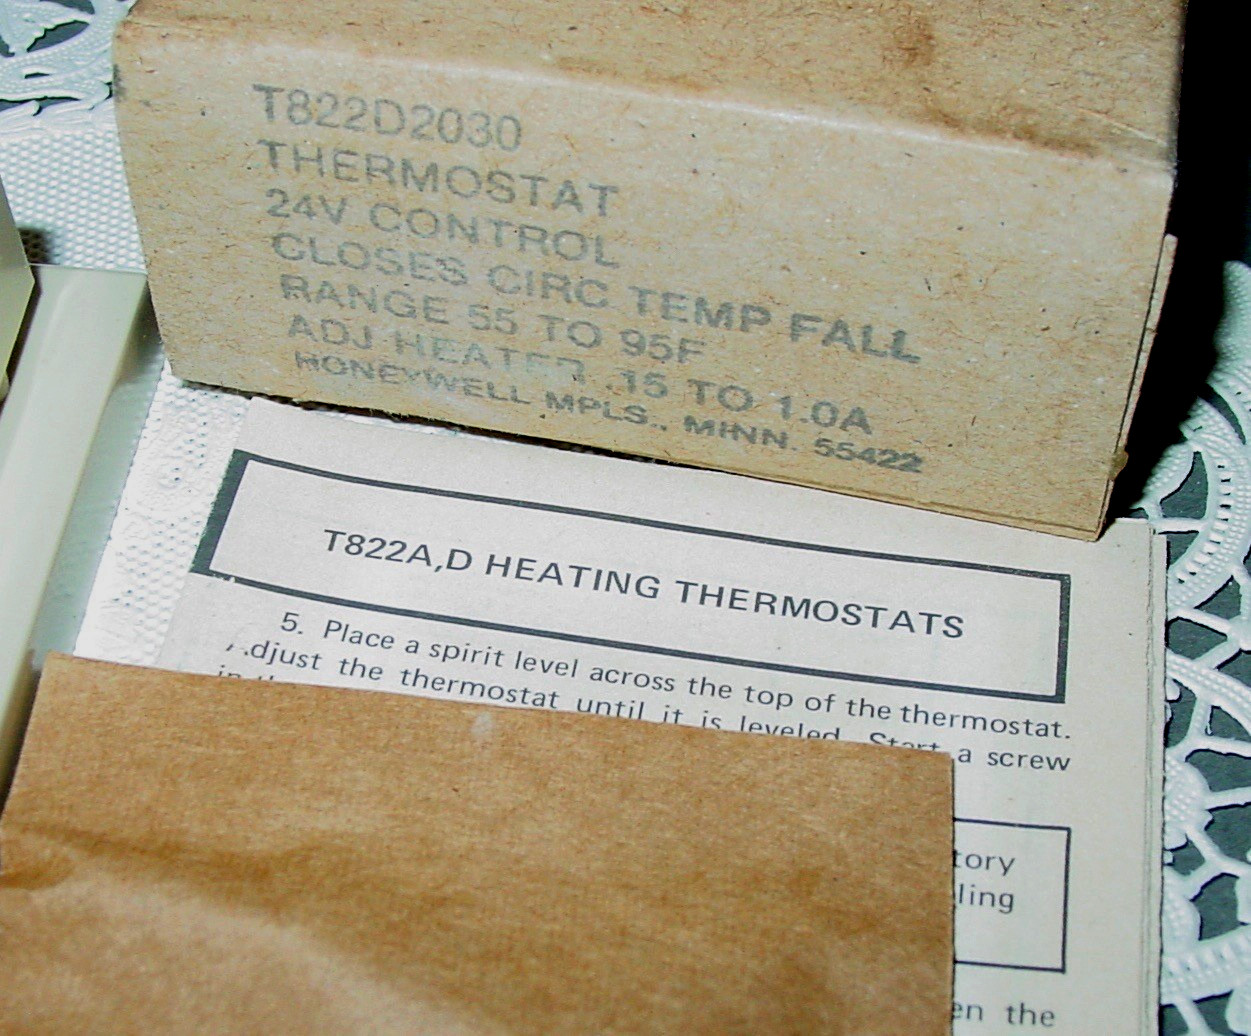 T822D2030
THERMOSTAT
24V CONTROL
CLOSES CIRC TEMP FALL
RANGE 55 TO 95F
ADJ HEATER .15 TO 1.0A
HONEYWELL MPLS., MINN. 55422
T822A,D HEATING THERMOSTATS
5. Place a spirit level across the top of the thermostat.
Adjust the thermostat until it is leveled. Start a screw
tory
ling
en the